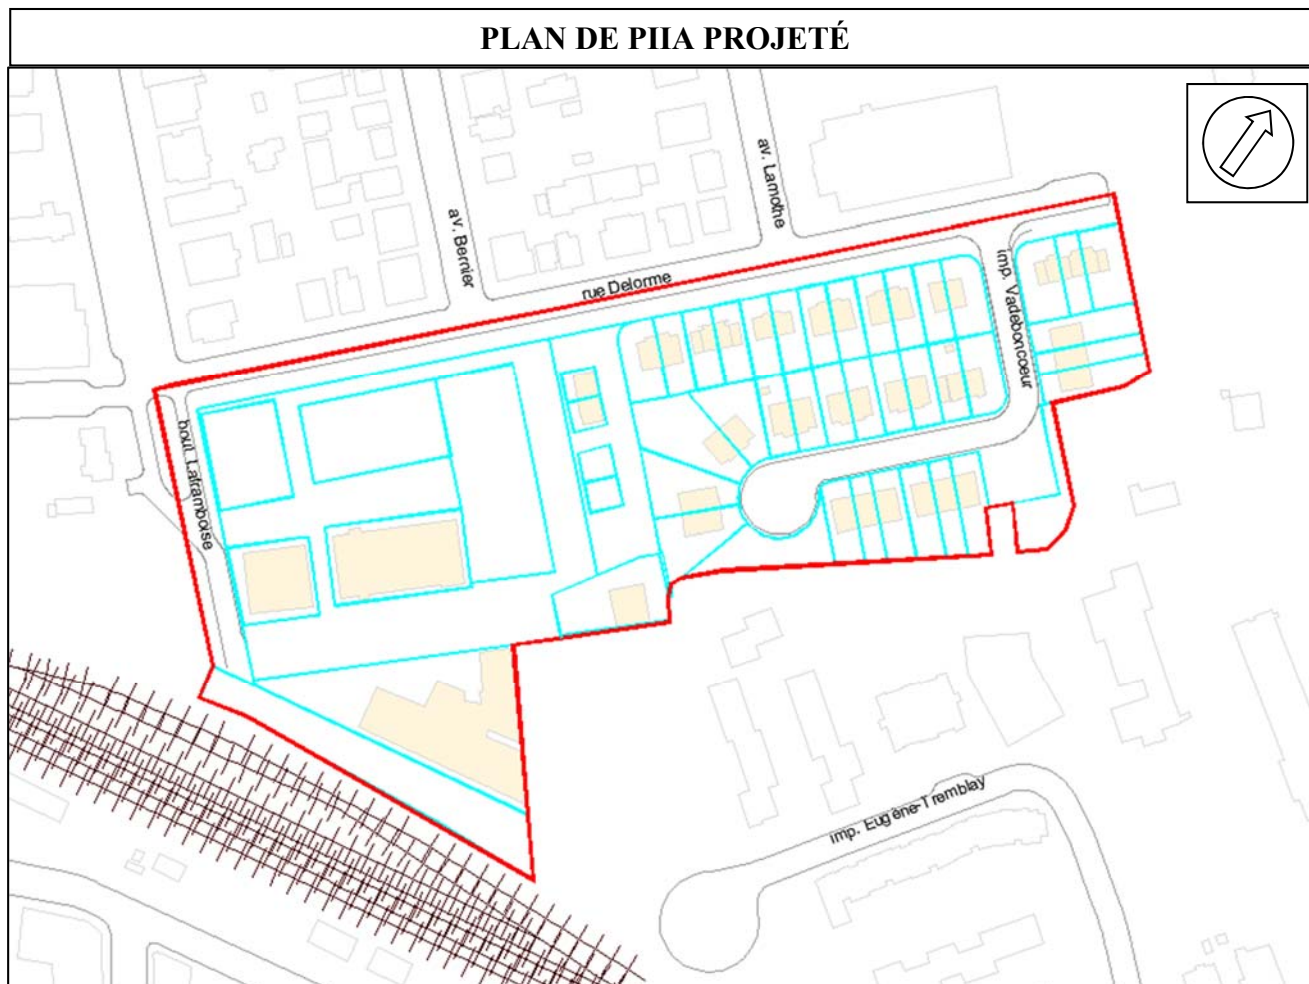 PLAN DE PIIA PROJETÉ
av. Lamothe
av. Bernier
rue Delorme
imp. Vadeboncoeur
boul. Laframboise
imp. Eugène-Tremblay